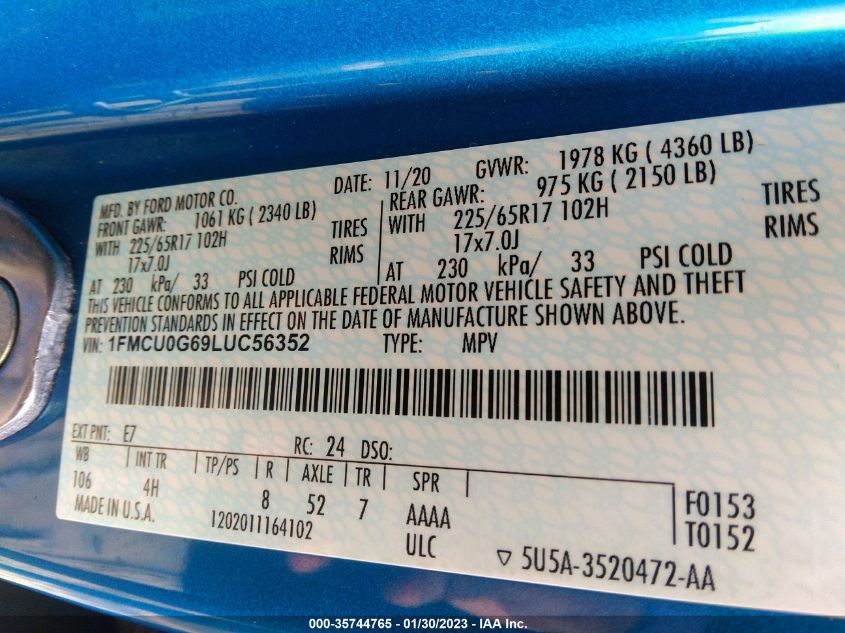 MFD. BY FORD MOTOR CO.
DATE: 11/20 GVWR: 1978 KG ( 4360 LB)
FRONT GAWR: 1061 KG ( 2340 LB)
WITH 225/65R17 102H TIRES
17x7.0J RIMS
AT 230 kPa/ 33 PSI COLD
REAR GAWR: 975 KG ( 2150 LB)
WITH 225/65R17 102H TIRES
17x7.0J RIMS
AT 230 kPa/ 33 PSI COLD
THIS VEHICLE CONFORMS TO ALL APPLICABLE FEDERAL MOTOR VEHICLE SAFETY AND THEFT
PREVENTION STANDARDS IN EFFECT ON THE DATE OF MANUFACTURE SHOWN ABOVE.
VIN: 1FMCU0G69LUC56352 TYPE: MPV
EXT PNT: E7 RC: 24 DSO:
WB INT TR TP/PS R AXLE TR SPR
106 4H 8 52 7 AAAA
MADE IN U.S.A. 1202011164102 ULC
F0153
T0152
▽ 5U5A-3520472-AA
000-35744765 - 01/30/2023 - IAA Inc.